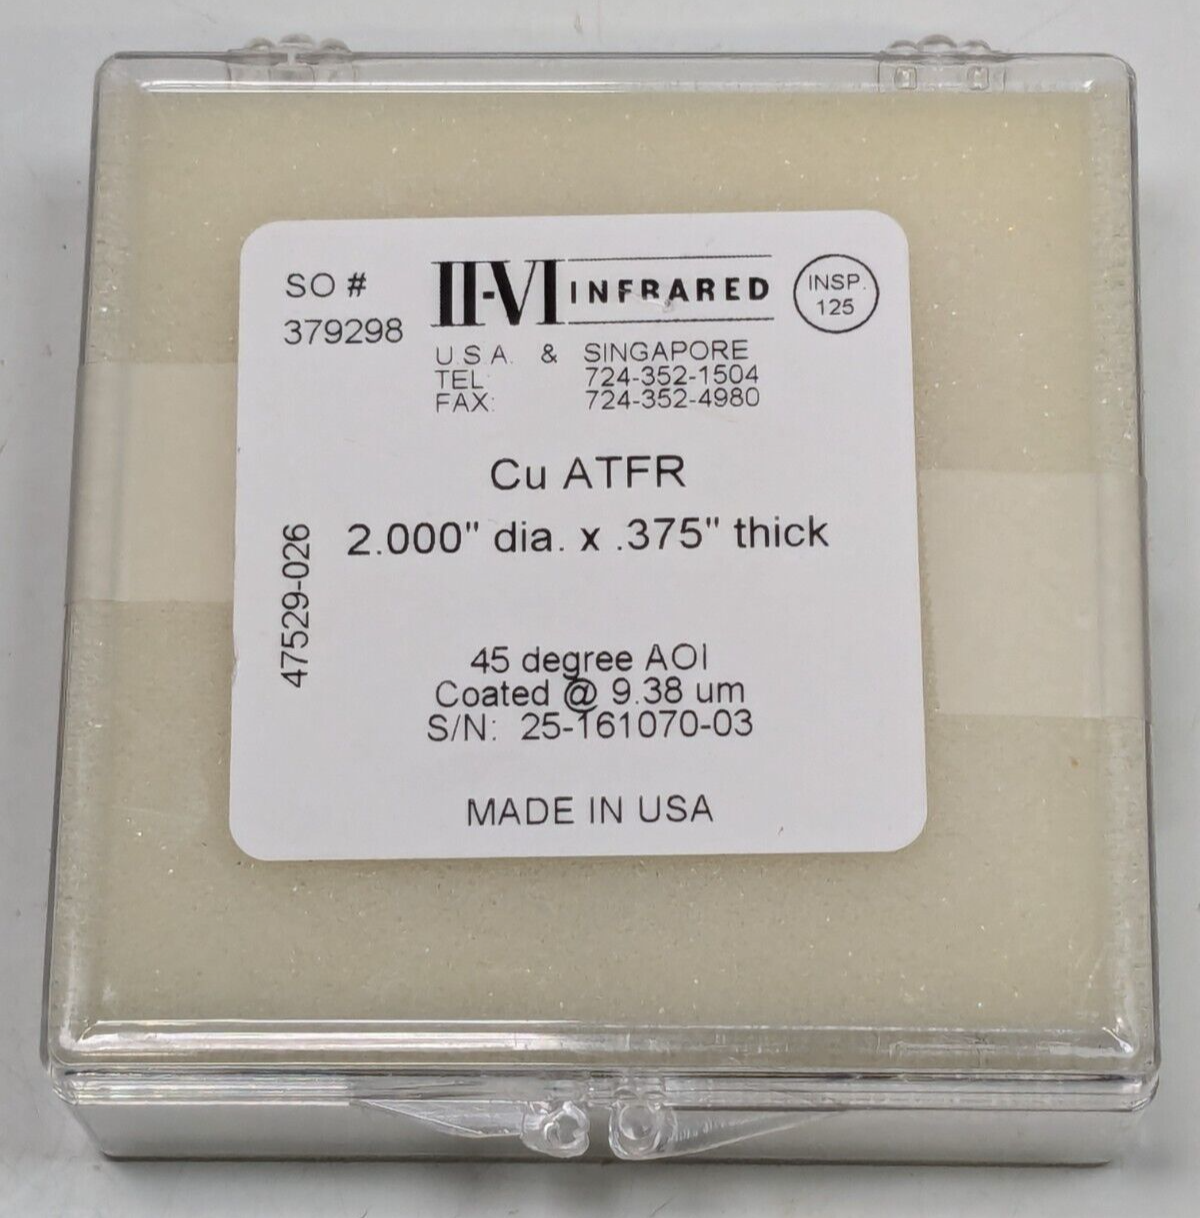 SO #
379298
II-VI INFRARED
INSP.
125
U.S.A. & SINGAPORE
TEL: 724-352-1504
FAX: 724-352-4980
Cu ATFR
2.000" dia. x .375" thick
47529-026
45 degree AOI
Coated @ 9.38 um
S/N: 25-161070-03
MADE IN USA